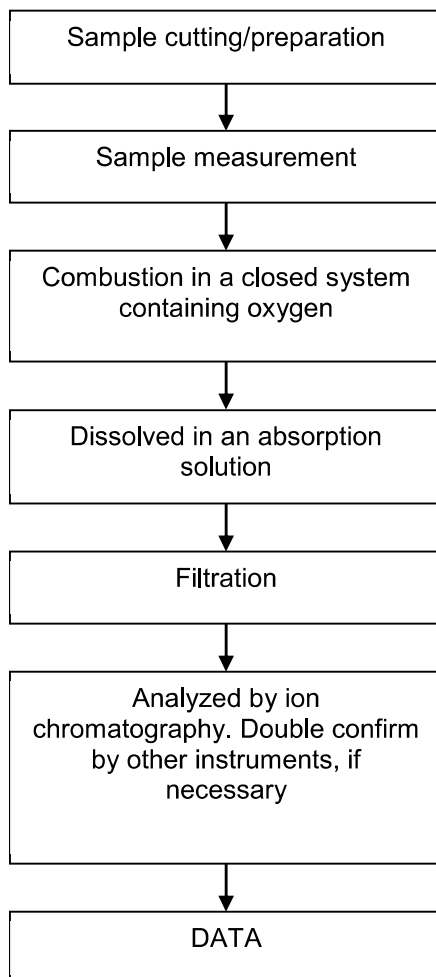 Sample cutting/preparation
Sample measurement
Combustion in a closed system
containing oxygen
Dissolved in an absorption
solution
Filtration
Analyzed by ion
chromatography. Double confirm
by other instruments, if
necessary
DATA